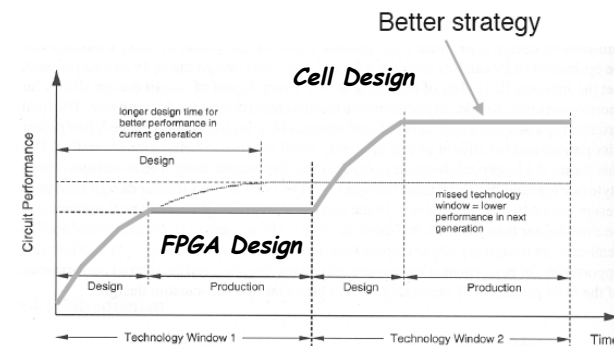 Better strategy
Cell Design
longer design time for
better performance in
current generation
Design
Circuit Performance
missed technology
window = lower
performance in next
generation
FPGA Design
Design
Production
Design
Production
Technology Window 1
Technology Window 2
Time